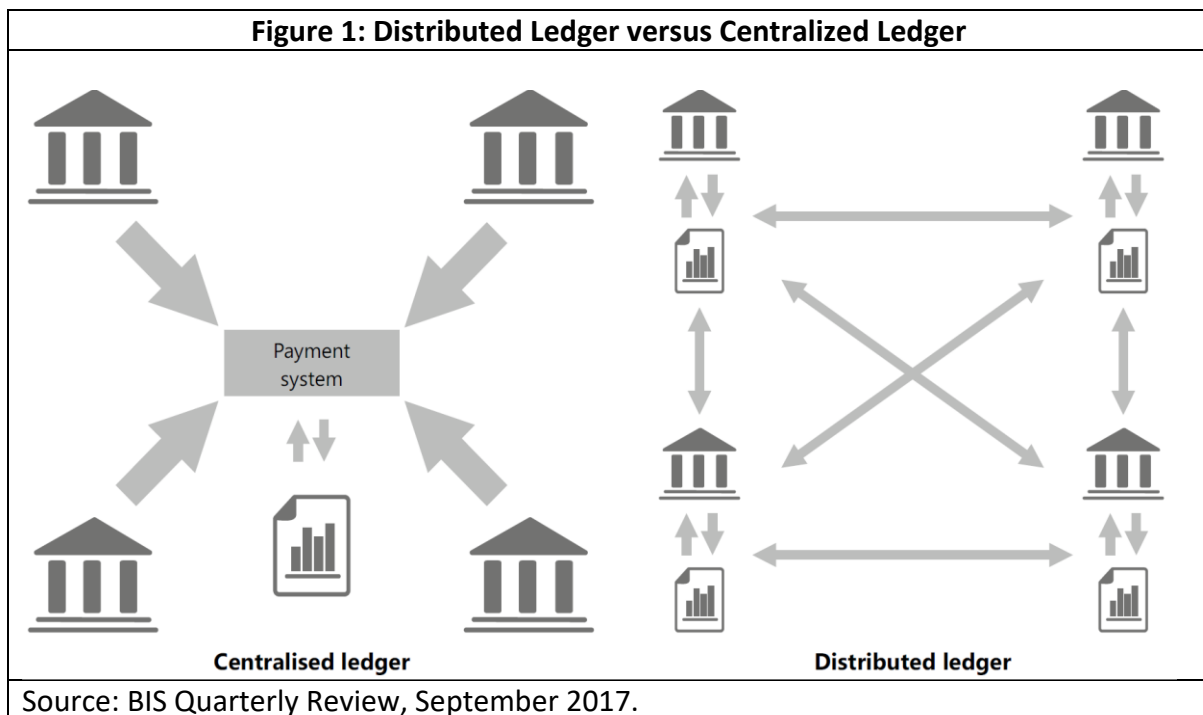 Figure 1: Distributed Ledger versus Centralized Ledger
Payment
system
Centralised ledger
Distributed ledger
Source: BIS Quarterly Review, September 2017.